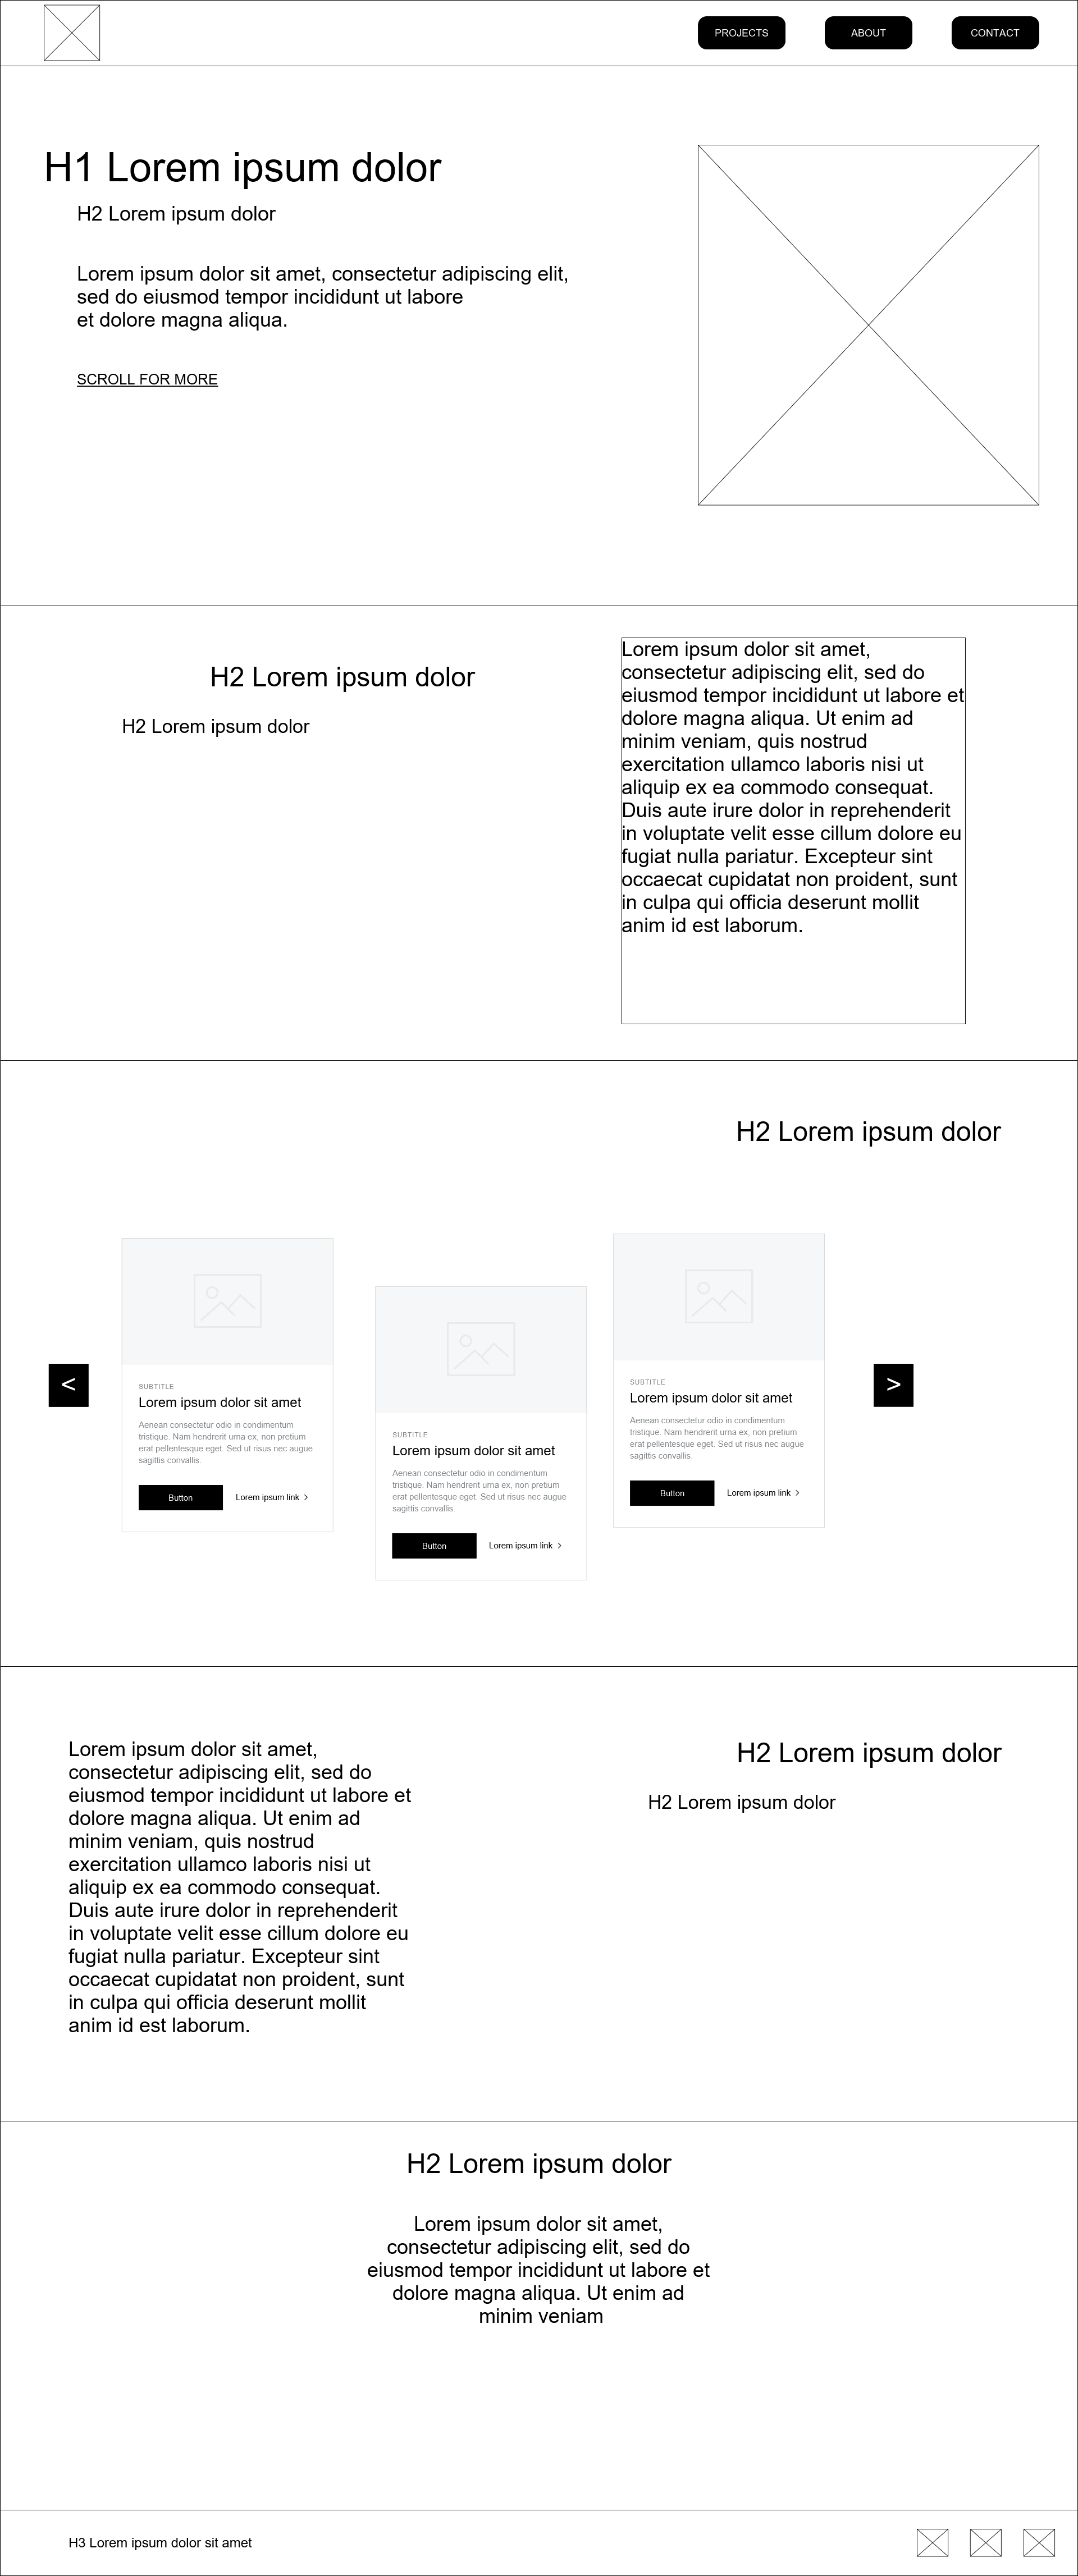 PROJECTS
ABOUT
CONTACT
H1 Lorem ipsum dolor
H2 Lorem ipsum dolor
Lorem ipsum dolor sit amet, consectetur adipiscing elit,
sed do eiusmod tempor incididunt ut labore
et dolore magna aliqua.
SCROLL FOR MORE
H2 Lorem ipsum dolor
H2 Lorem ipsum dolor
Lorem ipsum dolor sit amet,
consectetur adipiscing elit, sed do
eiusmod tempor incididunt ut labore et
dolore magna aliqua. Ut enim ad
minim veniam, quis nostrud
exercitation ullamco laboris nisi ut
aliquip ex ea commodo consequat.
Duis aute irure dolor in reprehenderit
in voluptate velit esse cillum dolore eu
fugiat nulla pariatur. Excepteur sint
occaecat cupidatat non proident, sunt
in culpa qui officia deserunt mollit
anim id est laborum.
H2 Lorem ipsum dolor
<
SUBTITLE
Lorem ipsum dolor sit amet
Aenean consectetur odio in condimentum
tristique. Nam hendrerit urna ex, non pretium
erat pellentesque eget. Sed ut risus nec augue
sagittis convallis.
Button
Lorem ipsum link >
SUBTITLE
Lorem ipsum dolor sit amet
Aenean consectetur odio in condimentum
tristique. Nam hendrerit urna ex, non pretium
erat pellentesque eget. Sed ut risus nec augue
sagittis convallis.
Button
Lorem ipsum link >
SUBTITLE
Lorem ipsum dolor sit amet
Aenean consectetur odio in condimentum
tristique. Nam hendrerit urna ex, non pretium
erat pellentesque eget. Sed ut risus nec augue
sagittis convallis.
Button
Lorem ipsum link >
>
Lorem ipsum dolor sit amet,
consectetur adipiscing elit, sed do
eiusmod tempor incididunt ut labore et
dolore magna aliqua. Ut enim ad
minim veniam, quis nostrud
exercitation ullamco laboris nisi ut
aliquip ex ea commodo consequat.
Duis aute irure dolor in reprehenderit
in voluptate velit esse cillum dolore eu
fugiat nulla pariatur. Excepteur sint
occaecat cupidatat non proident, sunt
in culpa qui officia deserunt mollit
anim id est laborum.
H2 Lorem ipsum dolor
H2 Lorem ipsum dolor
H2 Lorem ipsum dolor
Lorem ipsum dolor sit amet,
consectetur adipiscing elit, sed do
eiusmod tempor incididunt ut labore et
dolore magna aliqua. Ut enim ad
minim veniam
H3 Lorem ipsum dolor sit amet